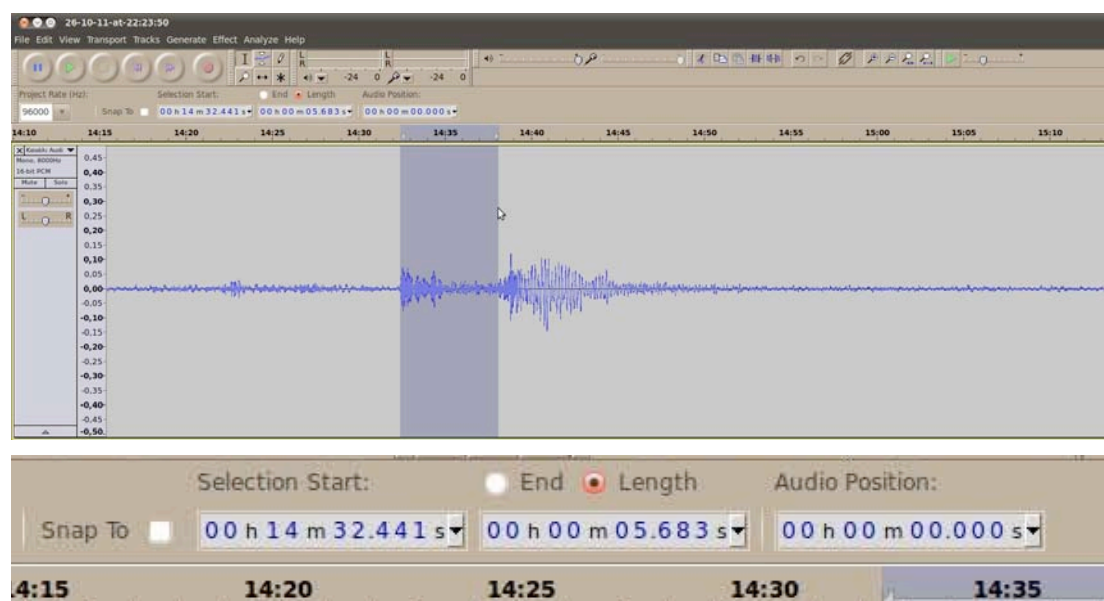 26-10-11-at-22:23:50
File Edit View Transport Tracks Generate Effect Analyze Help
L
R
L
R
-24 0 -24 0
Project Rate (Hz): Selection Start: End Length Audio Position:
96000 Snap To 00 h 14 m 32.441 s 00 h 00 m 05.683 s 00 h 00 m 00.000 s
14:10 14:15 14:20 14:25 14:30 14:35 14:40 14:45 14:50 14:55 15:00 15:05 15:10
Mono, 8000Hz
16-bit PCM
Mute Solo
- +
L R
0,45
0,40
0,35
0,30
0,25
0,20
0,15
0,10
0,05
0,00
-0,05
-0,10
-0,15
-0,20
-0,25
-0,30
-0,35
-0,40
-0,45
-0,50
Selection Start: End Length Audio Position:
Snap To 00 h 14 m 32.441 s 00 h 00 m 05.683 s 00 h 00 m 00.000 s
4:15 14:20 14:25 14:30 14:35